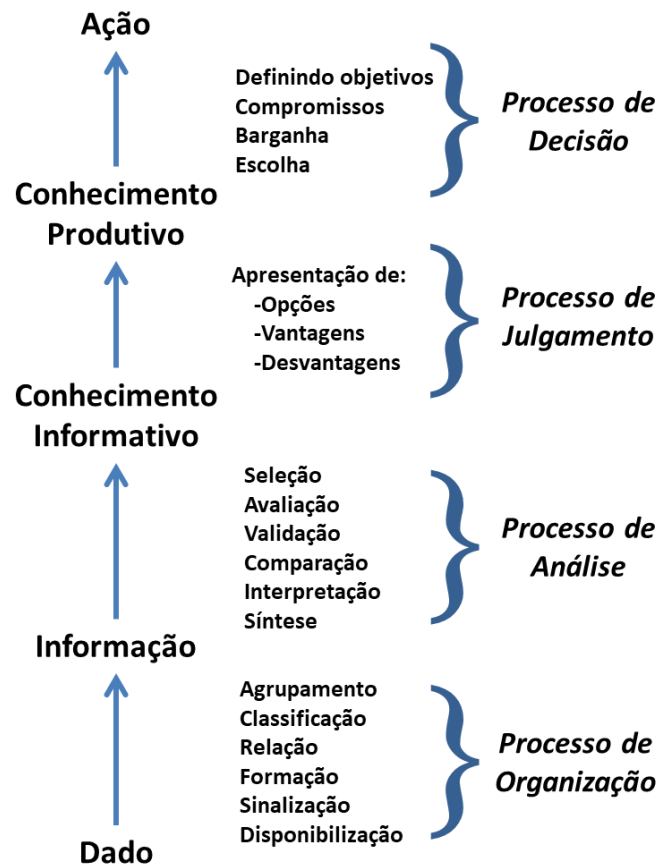 Ação
Definindo objetivos
Compromissos
Barganha
Escolha
Processo de
Decisão
Conhecimento
Produtivo
Apresentação de:
-Opções
-Vantagens
-Desvantagens
Processo de
Julgamento
Conhecimento
Informativo
Seleção
Avaliação
Validação
Comparação
Interpretação
Síntese
Processo de
Análise
Informação
Agrupamento
Classificação
Relação
Formação
Sinalização
Disponibilização
Processo de
Organização
Dado